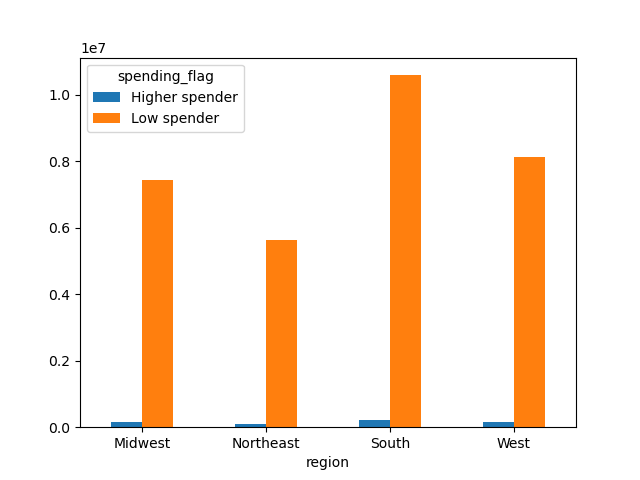 1e7
spending_flag
Higher spender
Low spender
1.0
0.8
0.6
0.4
0.2
0.0
Midwest Northeast South West
region